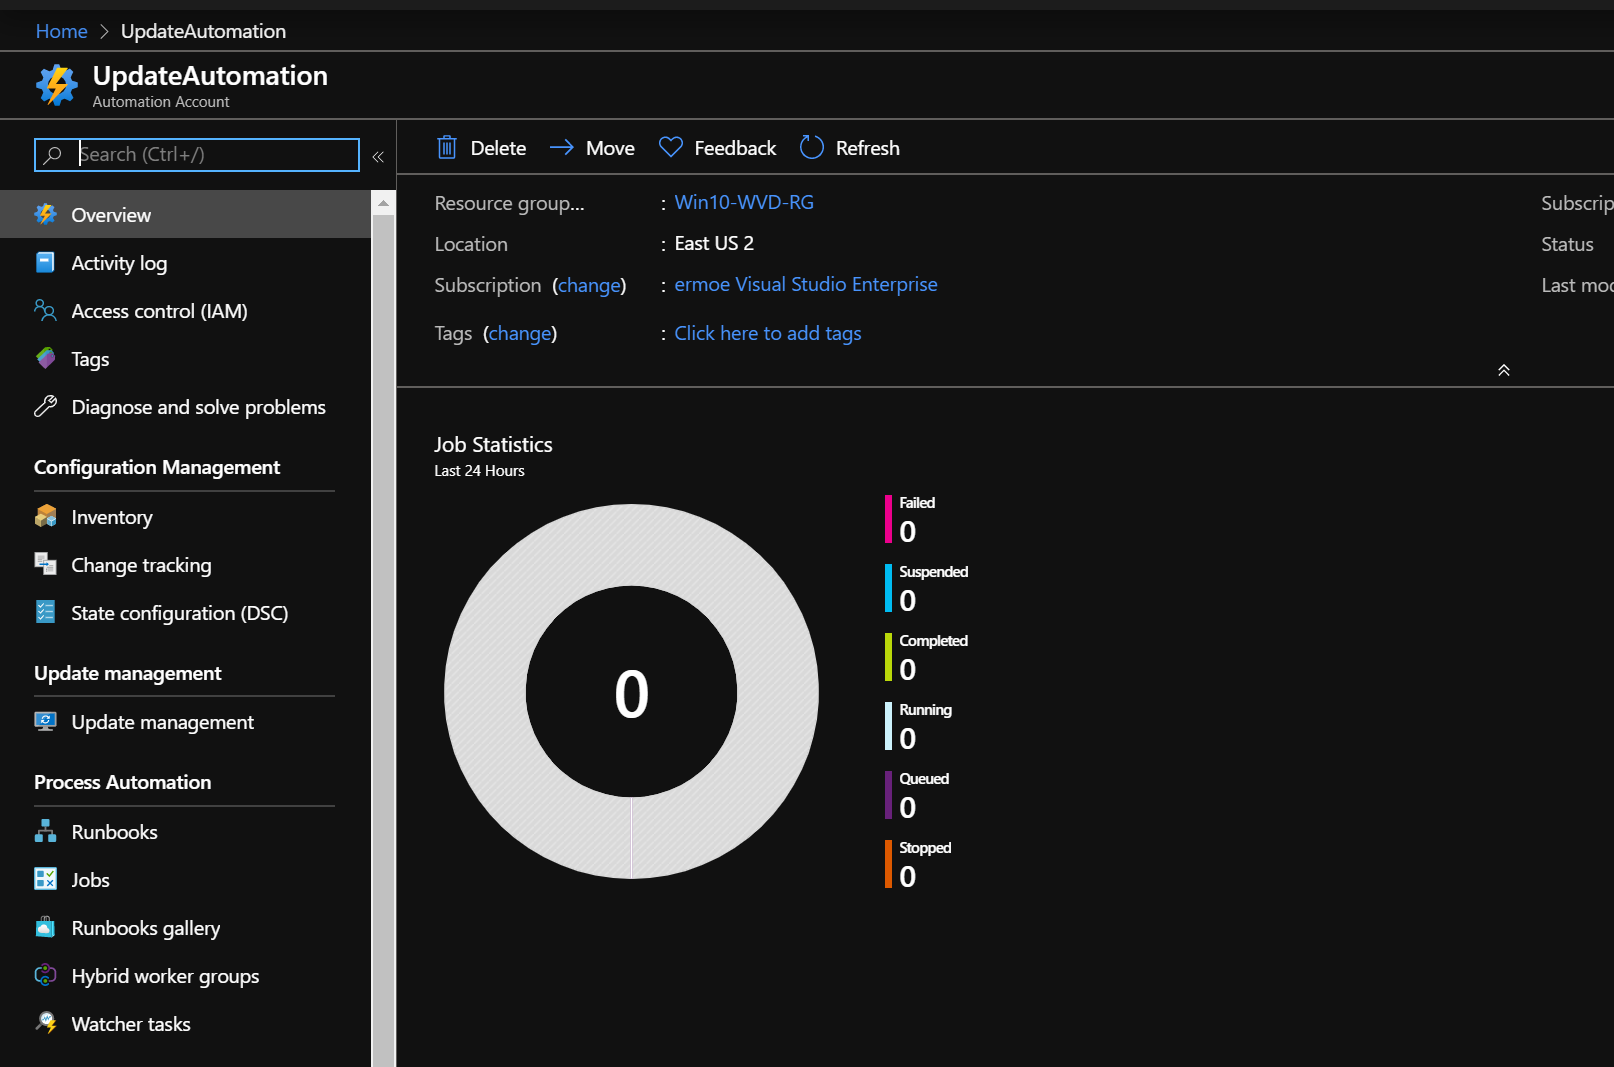 Home > UpdateAutomation
UpdateAutomation
Automation Account
Search (Ctrl+/)
«
Delete
Move
Feedback
Refresh
Overview
Activity log
Access control (IAM)
Tags
Diagnose and solve problems
Configuration Management
Inventory
Change tracking
State configuration (DSC)
Update management
Update management
Process Automation
Runbooks
Jobs
Runbooks gallery
Hybrid worker groups
Watcher tasks
Resource group... : Win10-WVD-RG
Location : East US 2
Subscription (change) : ermoe Visual Studio Enterprise
Tags (change) : Click here to add tags
Subscrip
Status
Last mod
Job Statistics
Last 24 Hours
0
Failed
0
Suspended
0
Completed
0
Running
0
Queued
0
Stopped
0